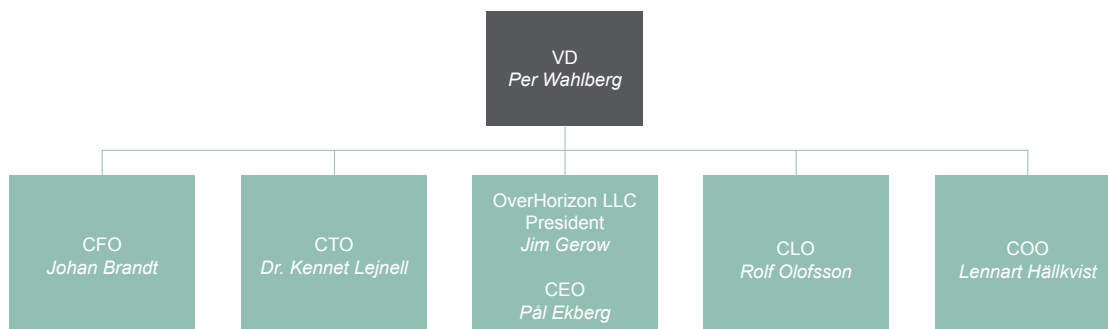 VD
Per Wahlberg
CFO
Johan Brandt
CTO
Dr. Kennet Lejnell
OverHorizon LLC
President
Jim Gerow
CEO
Pål Ekberg
CLO
Rolf Olofsson
COO
Lennart Hällkvist